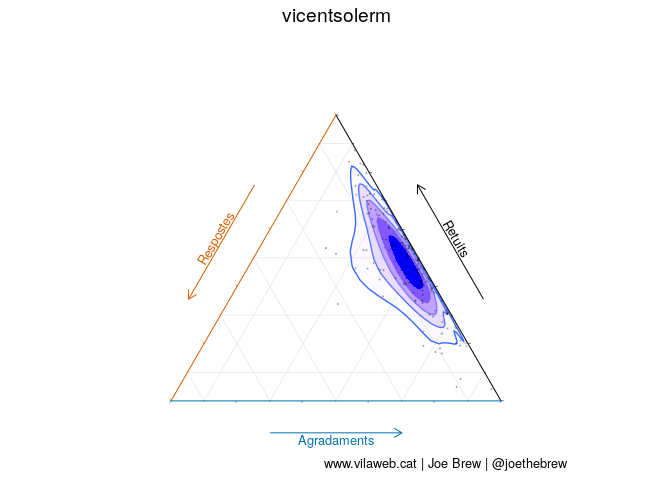 vicentsolerm
Respostes
Retuits
Agradaments
www.vilaweb.cat | Joe Brew | @joethebrew